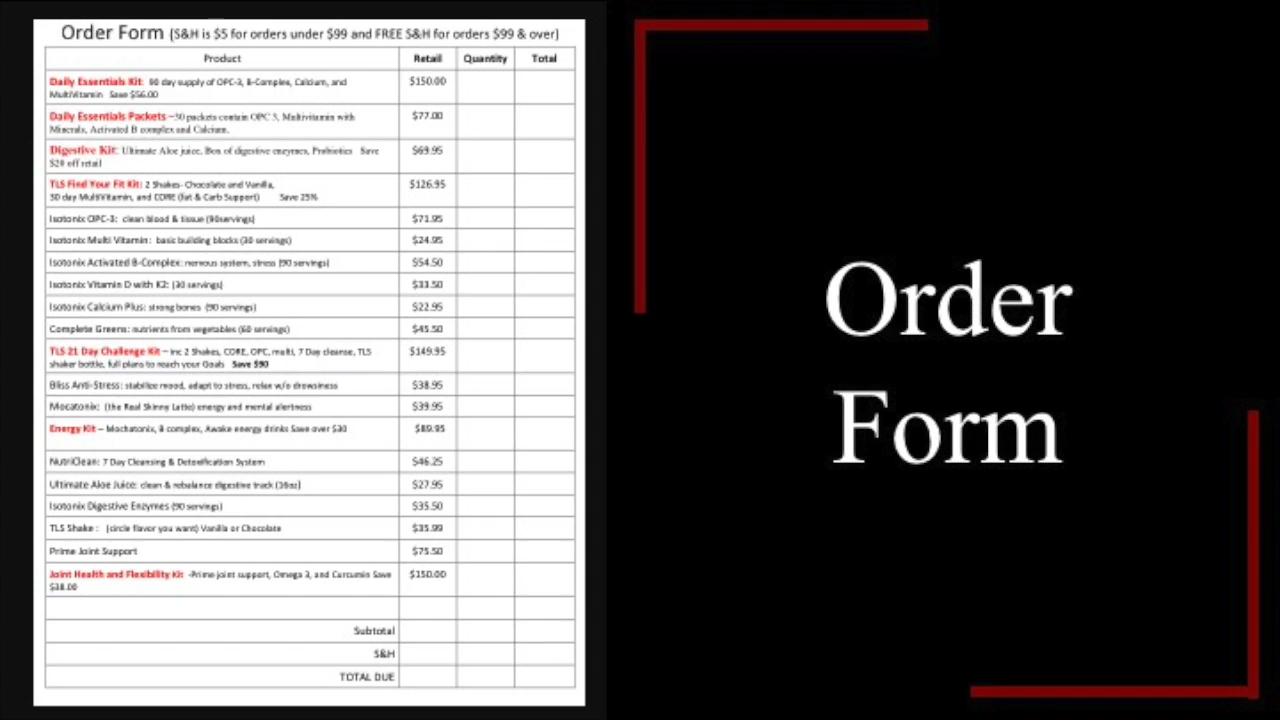 Order Form (S&H is $5 for orders under $99 and FREE S&H for orders $99 & over)
Product Retail Quantity Total
Daily Essentials Kit: 90 day supply of OPC-3, B-Complex, Calcium, and $150.00
MultiVitamin Save $56.00
Daily Essentials Packets –30 packets contain OPC 3, Multivitamin with $77.00
Minerals, Activated B complex and Calcium.
Digestive Kit: Ultimate Aloe juice, Box of digestive enzymes, Probiotics Save $69.95
$20 off retail
TLS Find Your Fit Kit: 2 Shakes- Chocolate and Vanilla, $126.95
30 day MultiVitamin, and CORE (fat & Carb Support) Save 25%
Isotonix OPC-3: clean blood & tissue (90servings) $71.95
Isotonix Multi Vitamin: basic building blocks (30 servings) $24.95
Isotonix Activated B-Complex: nervous system, stress (90 servings) $54.50
Isotonix Vitamin D with K2: (30 servings) $33.50
Isotonix Calcium Plus: strong bones (90 servings) $22.95
Complete Greens: nutrients from vegetables (60 servings) $45.50
TLS 21 Day Challenge Kit – inc 2 Shakes, CORE, OPC, multi, 7 Day cleanse, TLS $149.95
shaker bottle, full plans to reach your Goals Save $90
Bliss Anti-Stress: stabilize mood, adapt to stress, relax w/o drowsiness $38.95
Mocatonix: (the Real Skinny Latte) energy and mental alertness $39.95
Energy Kit – Mochatonix, B complex, Awake energy drinks Save over $30 $89.95
NutriClean: 7 Day Cleansing & Detoxification System $46.25
Ultimate Aloe Juice: clean & rebalance digestive track (16oz) $27.95
Isotonix Digestive Enzymes (90 servings) $35.50
TLS Shake : (circle flavor you want) Vanilla or Chocolate $35.99
Prime Joint Support $75.50
Joint Health and Flexibility Kit -Prime joint support, Omega 3, and Curcumin Save $150.00
$38.00
Subtotal
S&H
TOTAL DUE
Order
Form